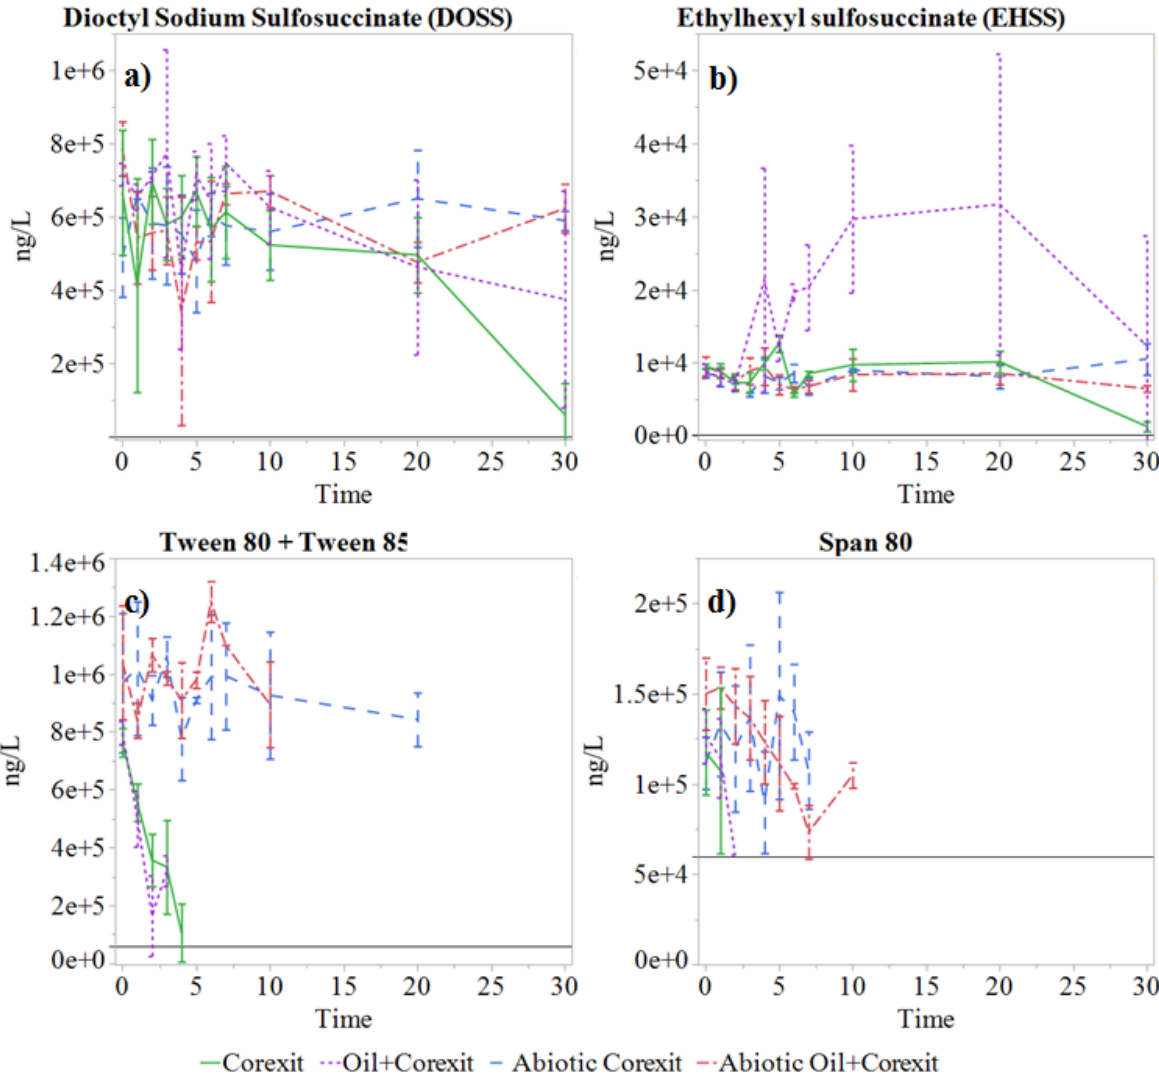 Dioctyl Sodium Sulfosuccinate (DOSS)
a)
1e+6
8e+5
6e+5
4e+5
2e+5
ng/L
0 5 10 15 20 25 30
Time
Ethylhexyl sulfosuccinate (EHSS)
b)
5e+4
4e+4
3e+4
2e+4
1e+4
0e+0
ng/L
0 5 10 15 20 25 30
Time
Tween 80 + Tween 85
c)
1.4e+6
1.2e+6
1e+6
8e+5
6e+5
4e+5
2e+5
0e+0
ng/L
0 5 10 15 20 25 30
Time
Span 80
d)
2e+5
1.5e+5
1e+5
5e+4
0e+0
ng/L
0 5 10 15 20 25 30
Time
Corexit Oil+Corexit Abiotic Corexit Abiotic Oil+Corexit